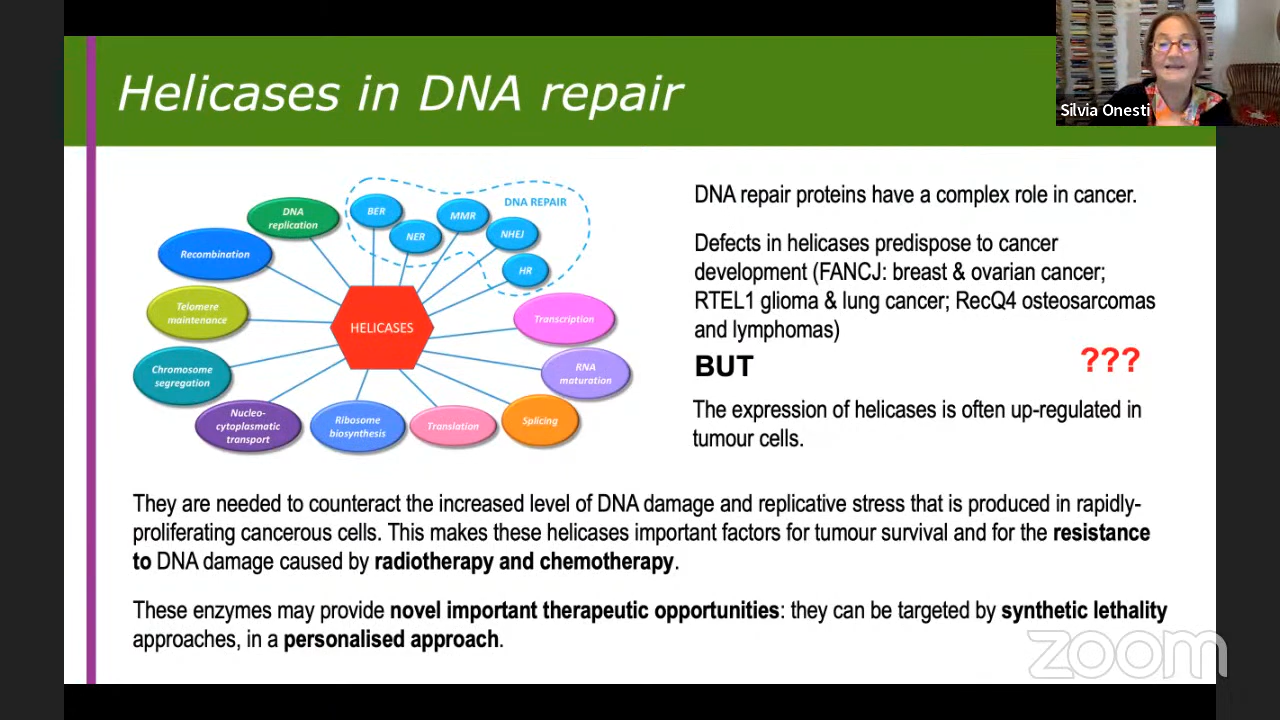 Helicases in DNA repair
Silvia Onesti
DNA
replication
BER
NER
MMR
NHEJ
HR
DNA REPAIR
Recombination
Telomere
maintenance
Chromosome
segregation
Nucleo-
cytoplasmatic
transport
Ribosome
biosynthesis
Translation
Splicing
RNA
maturation
Transcription
HELICASES
DNA repair proteins have a complex role in cancer.
Defects in helicases predispose to cancer
development (FANCJ: breast & ovarian cancer;
RTEL1 glioma & lung cancer; RecQ4 osteosarcomas
and lymphomas)
BUT
???
The expression of helicases is often up-regulated in
tumour cells.
They are needed to counteract the increased level of DNA damage and replicative stress that is produced in rapidly-
proliferating cancerous cells. This makes these helicases important factors for tumour survival and for the resistance
to DNA damage caused by radiotherapy and chemotherapy.
These enzymes may provide novel important therapeutic opportunities: they can be targeted by synthetic lethality
approaches, in a personalised approach.
zoom